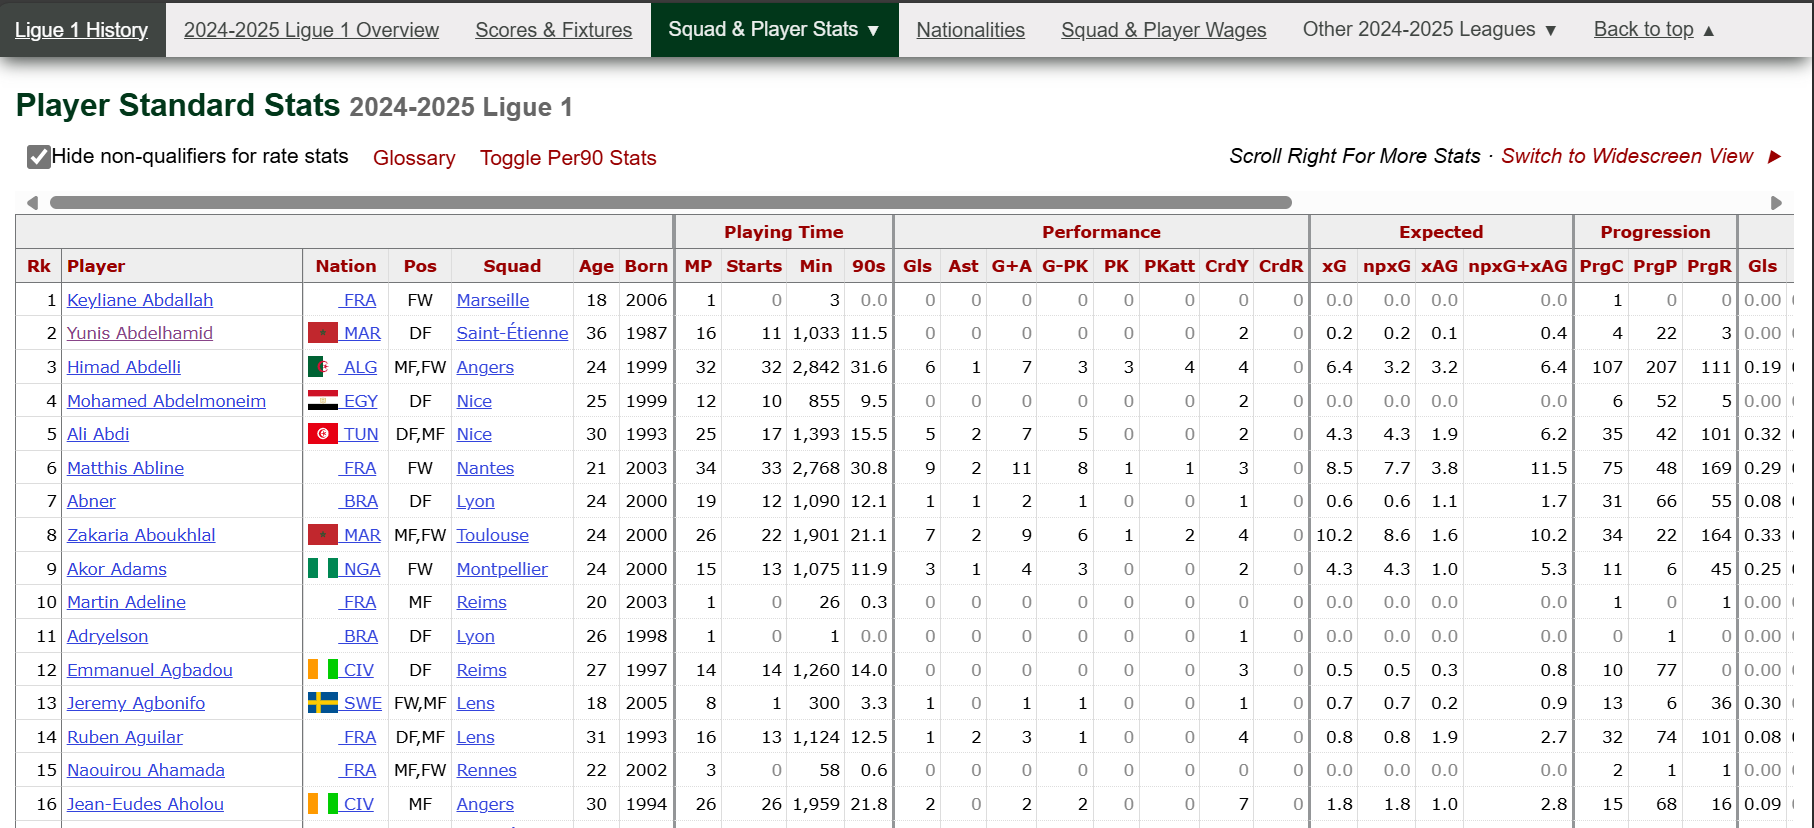 Ligue 1 History 2024-2025 Ligue 1 Overview Scores & Fixtures Squad & Player Stats ▼ Nationalities Squad & Player Wages Other 2024-2025 Leagues ▼ Back to top ▲
Player Standard Stats 2024-2025 Ligue 1
Hide non-qualifiers for rate stats Glossary Toggle Per90 Stats Scroll Right For More Stats · Switch to Widescreen View ▶
Playing Time Performance Expected Progression
Rk Player Nation Pos Squad Age Born MP Starts Min 90s Gls Ast G+A G-PK PK PKatt CrdY CrdR xG npxG xAG npxG+xAG PrgC PrgP PrgR Gls
1 Keyliane Abdallah FRA FW Marseille 18 2006 1 0 3 0.0 0 0 0 0 0 0 0 0 0.0 0.0 0.0 0.0 1 0 0 0.00
2 Yunis Abdelhamid MAR DF Saint-Étienne 36 1987 16 11 1,033 11.5 0 0 0 0 0 0 2 0 0.2 0.2 0.1 0.4 4 22 3 0.00
3 Himad Abdelli ALG MF,FW Angers 24 1999 32 32 2,842 31.6 6 1 7 3 3 4 4 0 6.4 3.2 3.2 6.4 107 207 111 0.19
4 Mohamed Abdelmoneim EGY DF Nice 25 1999 12 10 855 9.5 0 0 0 0 0 0 2 0 0.0 0.0 0.0 0.0 6 52 5 0.00
5 Ali Abdi TUN DF,MF Nice 30 1993 25 17 1,393 15.5 5 2 7 5 0 0 2 0 4.3 4.3 1.9 6.2 35 42 101 0.32
6 Matthis Abline FRA FW Nantes 21 2003 34 33 2,768 30.8 9 2 11 8 1 1 3 0 8.5 7.7 3.8 11.5 75 48 169 0.29
7 Abner BRA DF Lyon 24 2000 19 12 1,090 12.1 1 1 2 1 0 0 1 0 0.6 0.6 1.1 1.7 31 66 55 0.08
8 Zakaria Aboukhlal MAR MF,FW Toulouse 24 2000 26 22 1,901 21.1 7 2 9 6 1 2 4 0 10.2 8.6 1.6 10.2 34 22 164 0.33
9 Akor Adams NGA FW Montpellier 24 2000 15 13 1,075 11.9 3 1 4 3 0 0 2 0 4.3 4.3 1.0 5.3 11 6 45 0.25
10 Martin Adeline FRA MF Reims 20 2003 1 0 26 0.3 0 0 0 0 0 0 0 0 0.0 0.0 0.0 0.0 1 0 1 0.00
11 Adryelson BRA DF Lyon 26 1998 1 0 1 0.0 0 0 0 0 0 0 1 0 0.0 0.0 0.0 0.0 0 1 0 0.00
12 Emmanuel Agbadou CIV DF Reims 27 1997 14 14 1,260 14.0 0 0 0 0 0 0 3 0 0.5 0.5 0.3 0.8 10 77 0 0.00
13 Jeremy Agbonifo SWE FW,MF Lens 18 2005 8 1 300 3.3 1 0 1 1 0 0 1 0 0.7 0.7 0.2 0.9 13 6 36 0.30
14 Ruben Aguilar FRA DF,MF Lens 31 1993 16 13 1,124 12.5 1 2 3 1 0 0 4 0 0.8 0.8 1.9 2.7 32 74 101 0.08
15 Naouirou Ahamada FRA MF,FW Rennes 22 2002 3 0 58 0.6 0 0 0 0 0 0 0 0 0.0 0.0 0.0 0.0 2 1 1 0.00
16 Jean-Eudes Aholou CIV MF Angers 30 1994 26 26 1,959 21.8 2 0 2 2 0 0 7 0 1.8 1.8 1.0 2.8 15 68 16 0.09